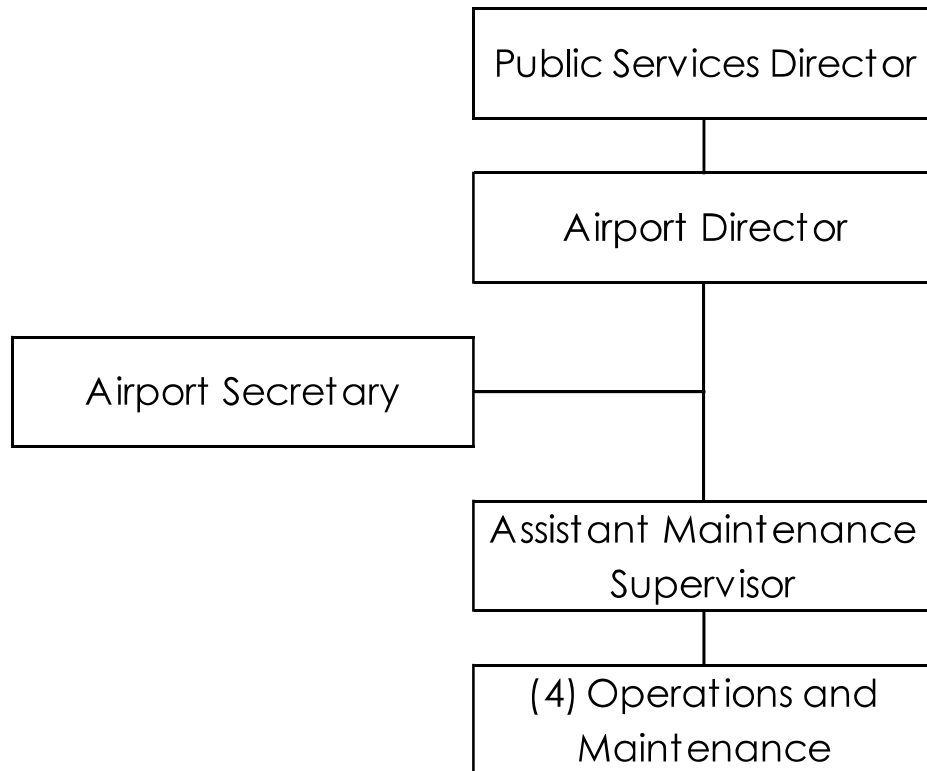 Public Services Director
Airport Director
Airport Secretary
Assistant Maintenance
Supervisor
(4) Operations and
Maintenance